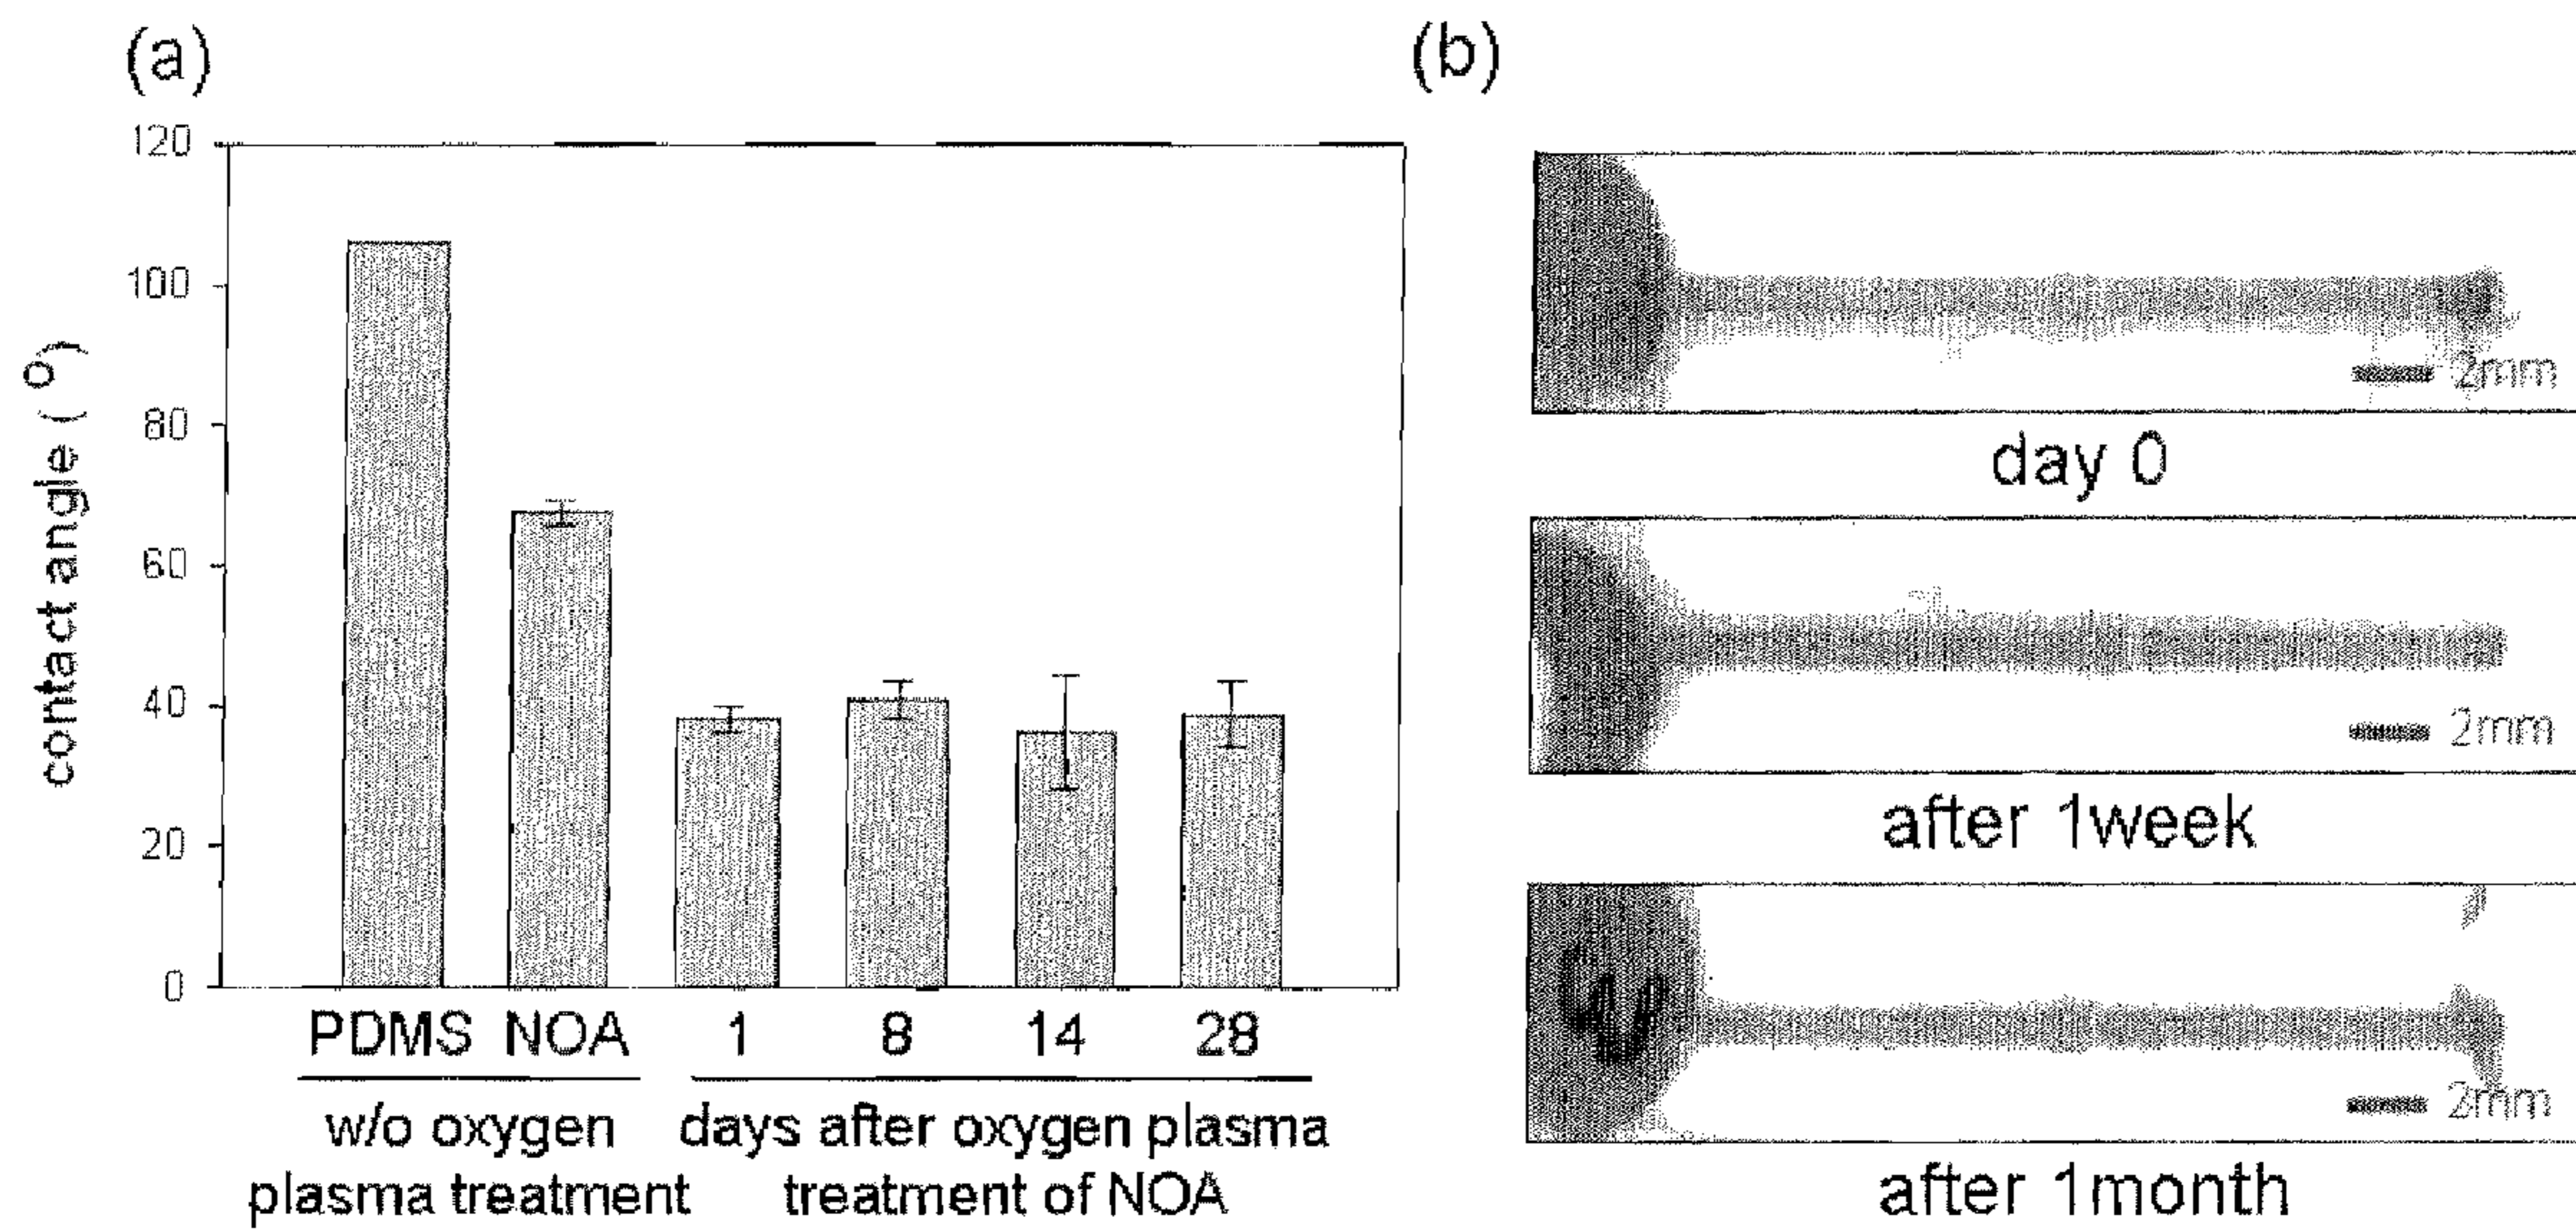 (a)
120
100
80
60
40
20
0
contact angle ( º)
PDMS NOA 1 8 14 28
w/o oxygen
plasma treatment
days after oxygen plasma
treatment of NOA
(b)
2mm
day 0
2mm
after 1week
2mm
after 1month